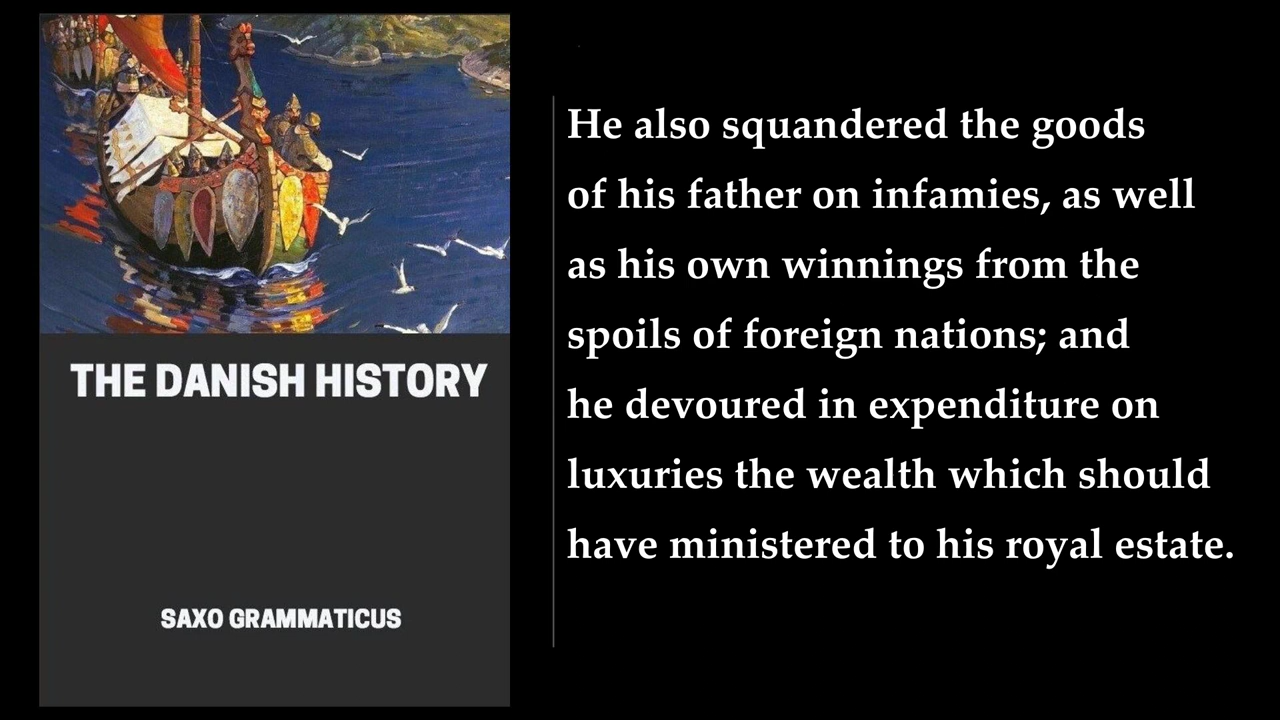 THE DANISH HISTORY
SAXO GRAMMATICUS
He also squandered the goods
of his father on infamies, as well
as his own winnings from the
spoils of foreign nations; and
he devoured in expenditure on
luxuries the wealth which should
have ministered to his royal estate.